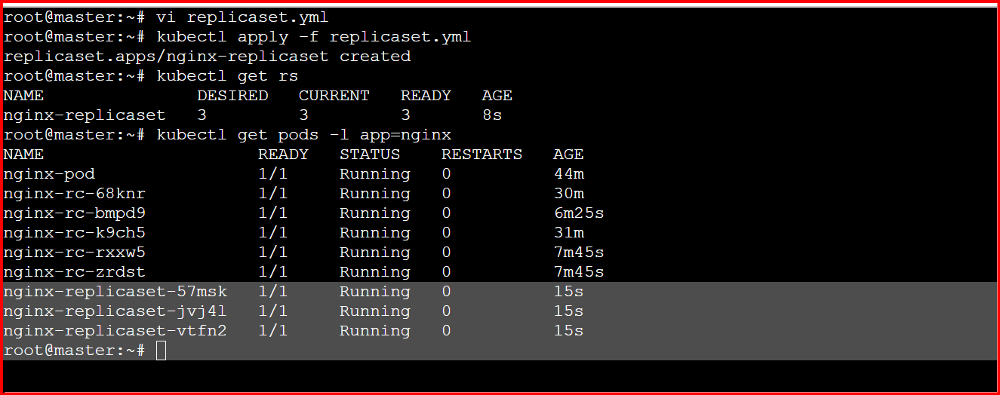 root@master:~# vi replicaset.yml
root@master:~# kubectl apply -f replicaset.yml
replicaset.apps/nginx-replicaset created
root@master:~# kubectl get rs
NAME               DESIRED   CURRENT   READY   AGE
nginx-replicaset   3         3         3       8s
root@master:~# kubectl get pods -l app=nginx
NAME                     READY   STATUS    RESTARTS   AGE
nginx-pod                1/1     Running   0          44m
nginx-rc-68knr           1/1     Running   0          30m
nginx-rc-bmpd9           1/1     Running   0          6m25s
nginx-rc-k9ch5           1/1     Running   0          31m
nginx-rc-rxxw5           1/1     Running   0          7m45s
nginx-rc-zrdst           1/1     Running   0          7m45s
nginx-replicaset-57msk   1/1     Running   0          15s
nginx-replicaset-jvj4l   1/1     Running   0          15s
nginx-replicaset-vtfn2   1/1     Running   0          15s
root@master:~#